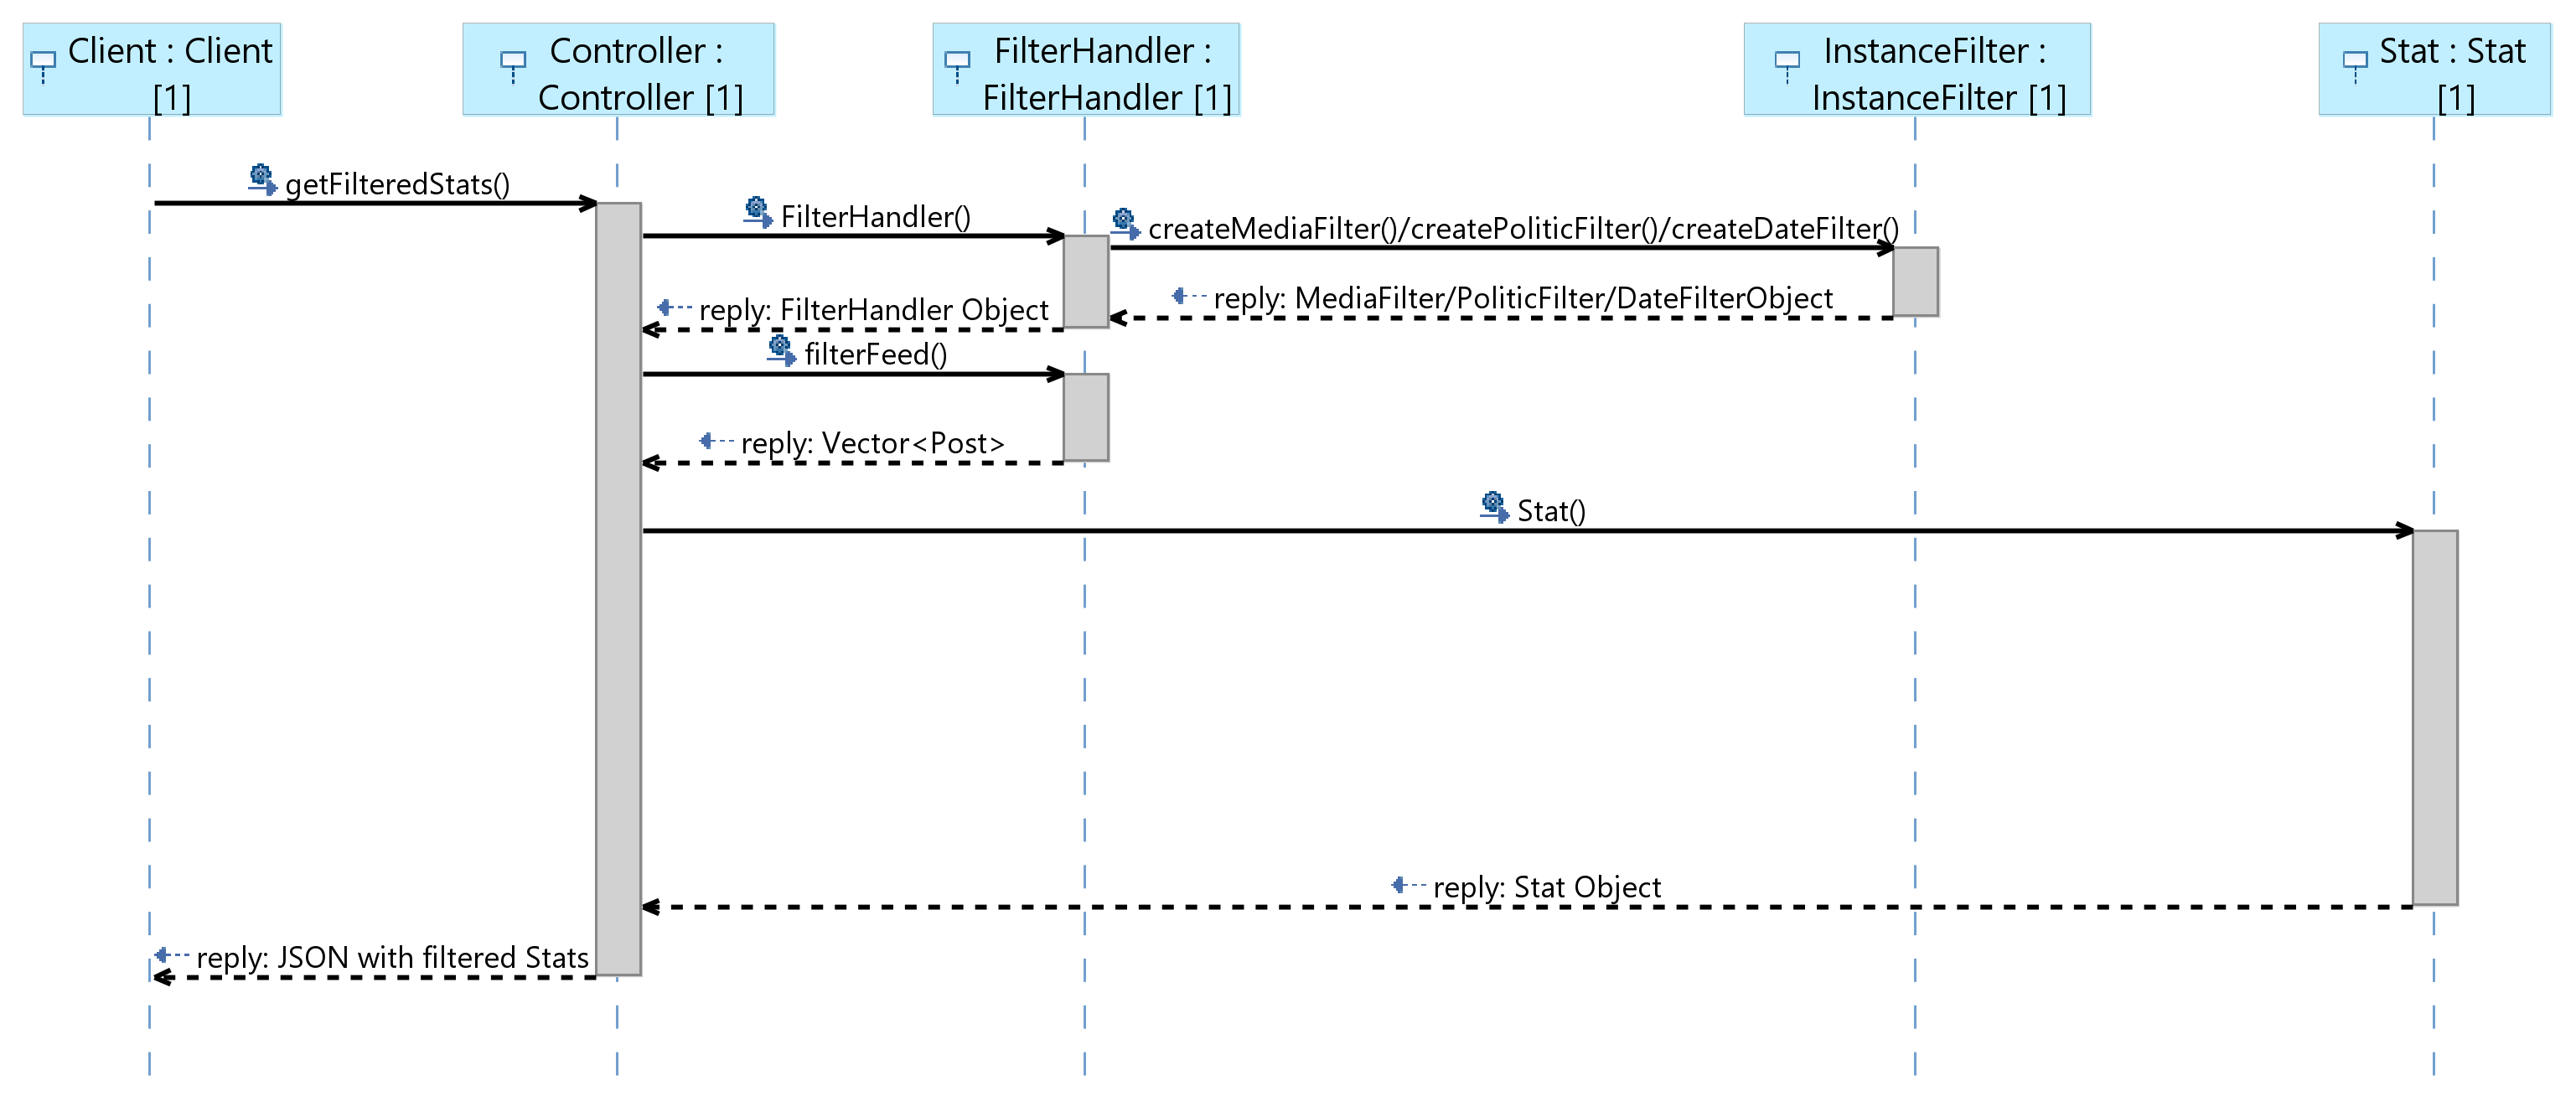 Client : Client
[1]
Controller :
Controller [1]
FilterHandler :
FilterHandler [1]
InstanceFilter :
InstanceFilter [1]
Stat : Stat
[1]
getFilteredStats()
FilterHandler()
createMediaFilter()/createPoliticFilter()/createDateFilter()
reply: MediaFilter/PoliticFilter/DateFilterObject
reply: FilterHandler Object
filterFeed()
reply: Vector<Post>
Stat()
reply: Stat Object
reply: JSON with filtered Stats